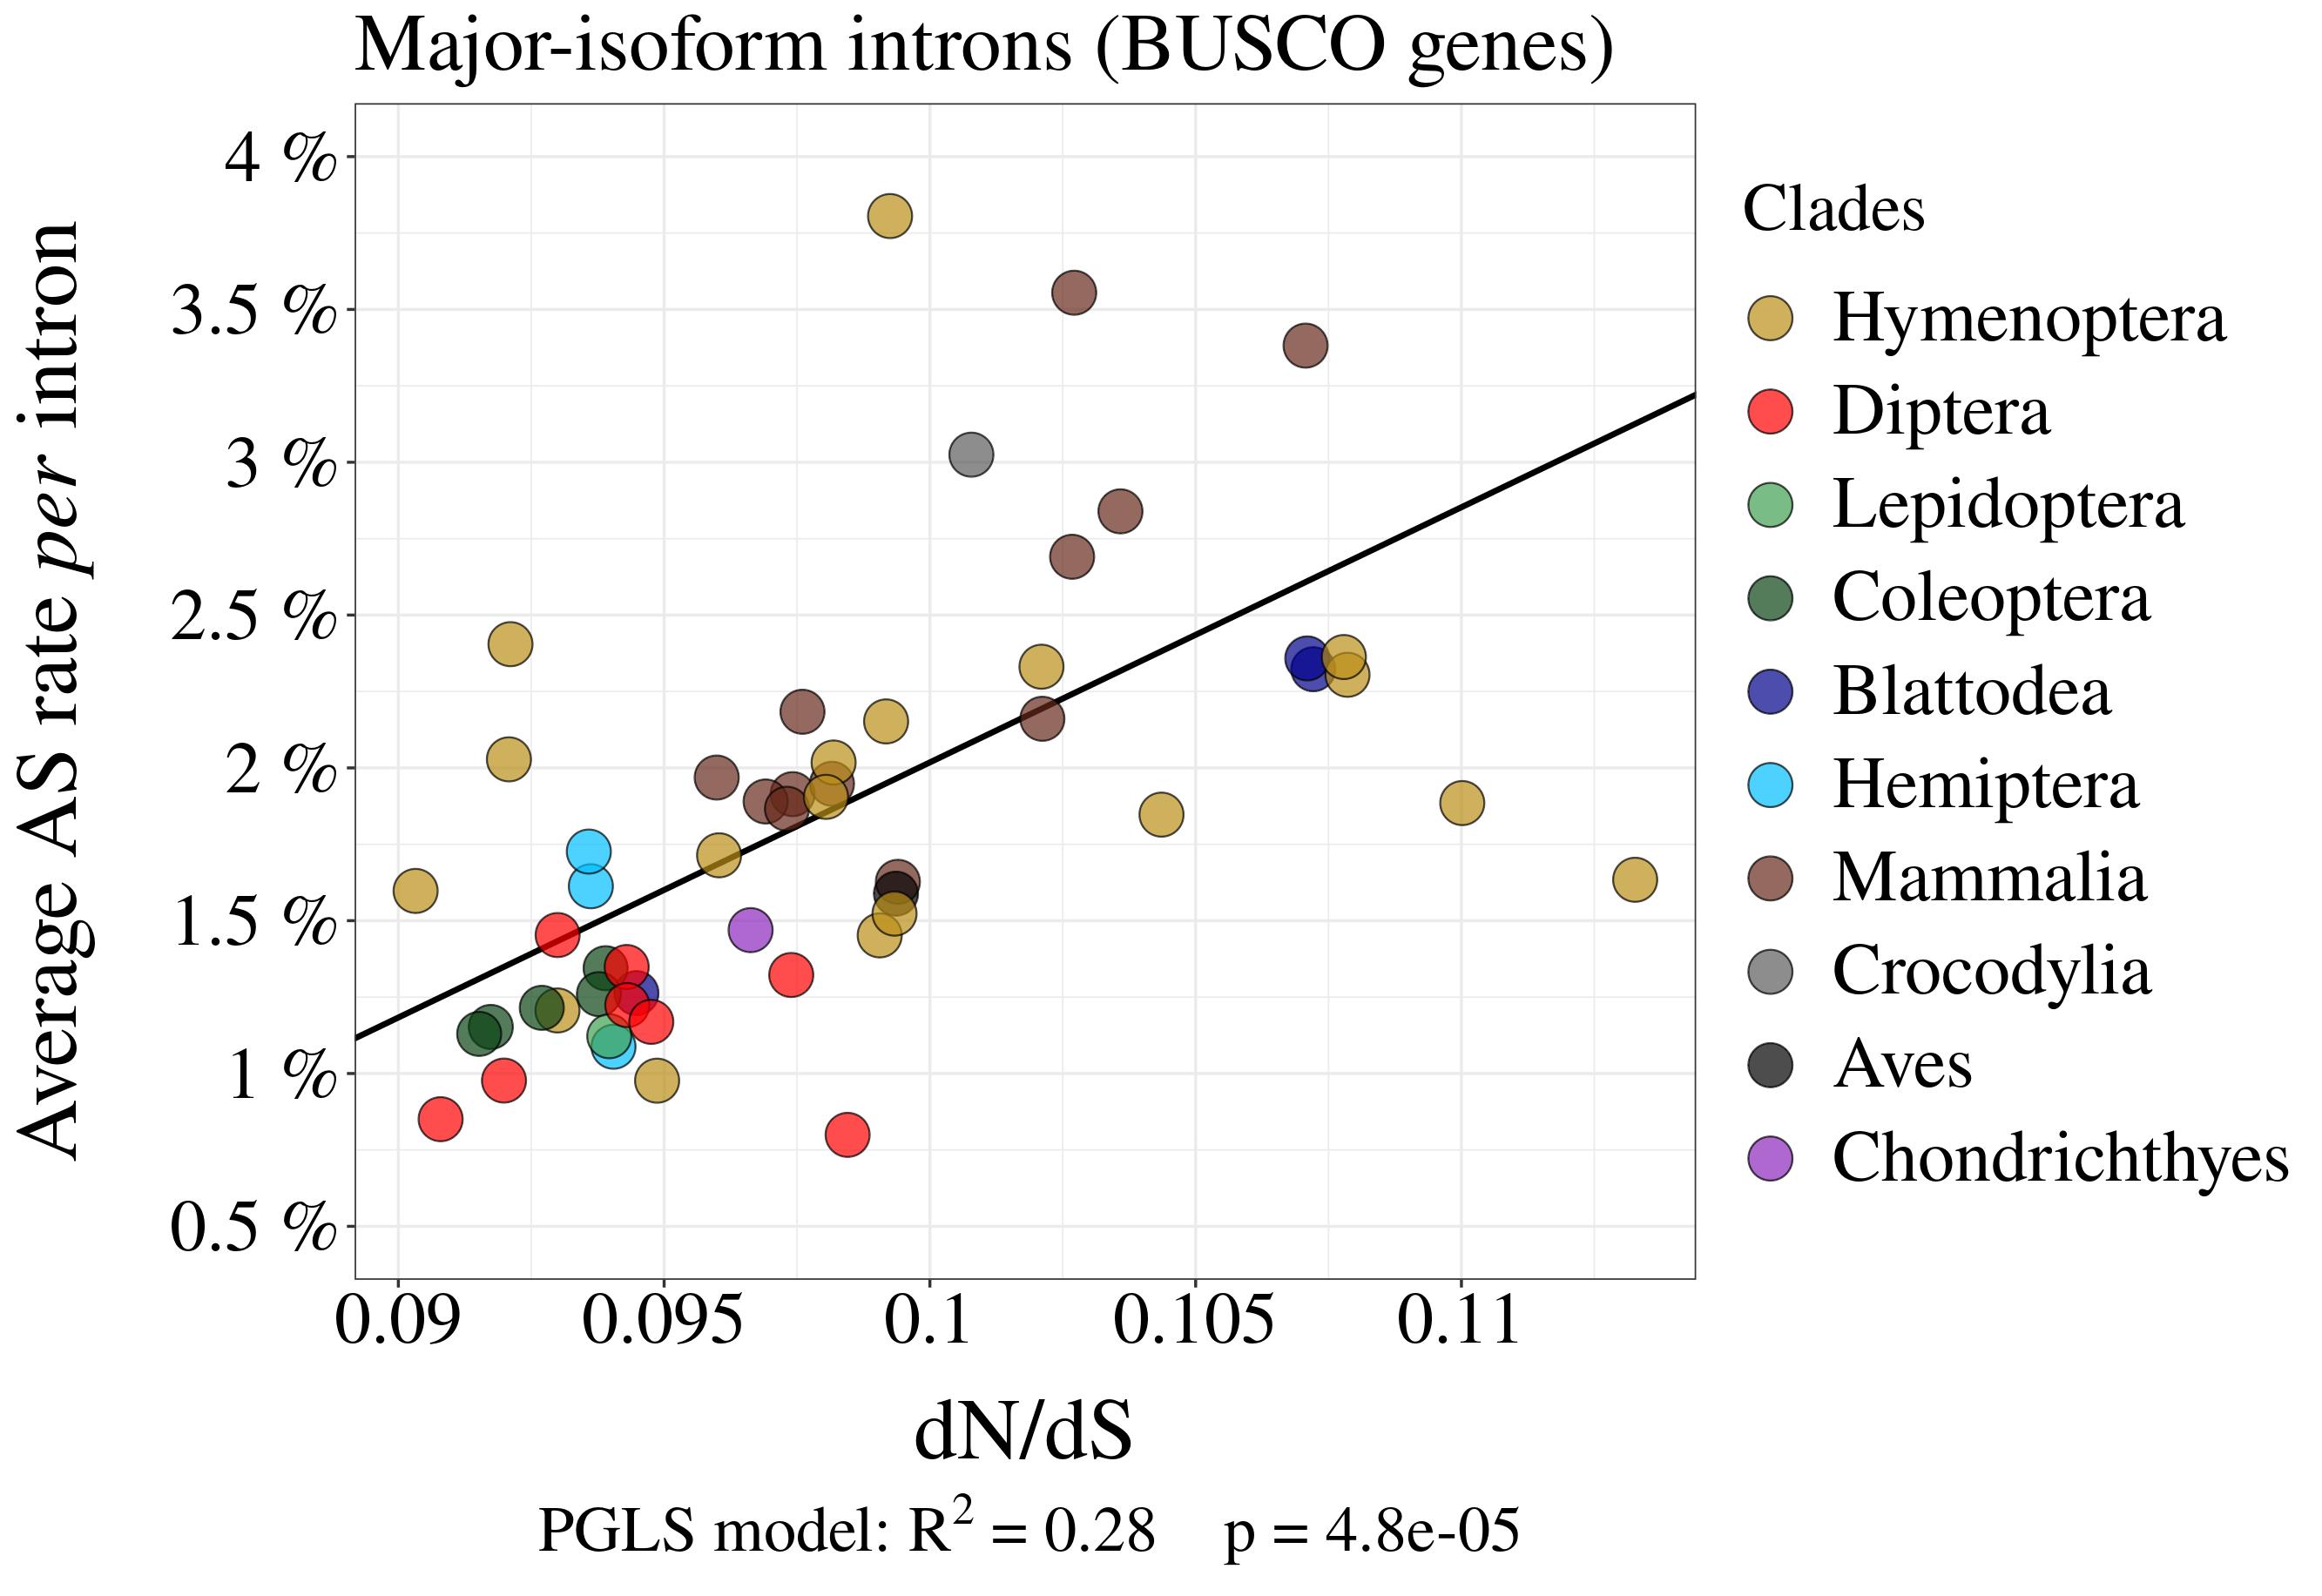 Major-isoform introns (BUSCO genes)
Average AS rate per intron
4 %
3.5 %
3 %
2.5 %
2 %
1.5 %
1 %
0.5 %
0.09 0.095 0.1 0.105 0.11
dN/dS
PGLS model: R² = 0.28 p = 4.8e-05
Clades
Hymenoptera
Diptera
Lepidoptera
Coleoptera
Blattodea
Hemiptera
Mammalia
Crocodylia
Aves
Chondrichthyes